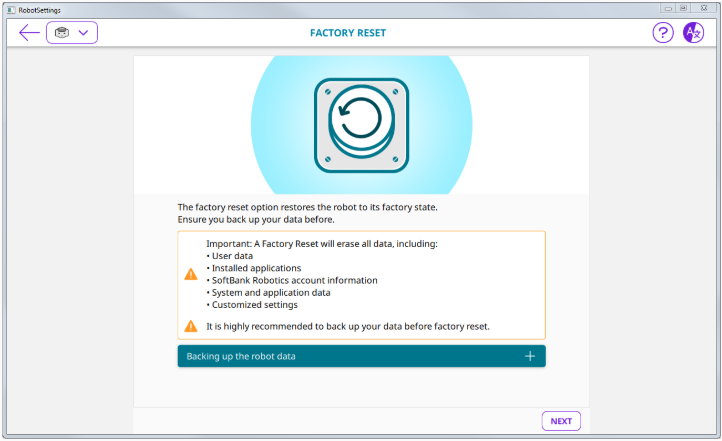 RobotSettings
FACTORY RESET
The factory reset option restores the robot to its factory state.
Ensure you back up your data before.
Important: A Factory Reset will erase all data, including:
• User data
• Installed applications
• SoftBank Robotics account information
• System and application data
• Customized settings
It is highly recommended to back up your data before factory reset.
Backing up the robot data
NEXT